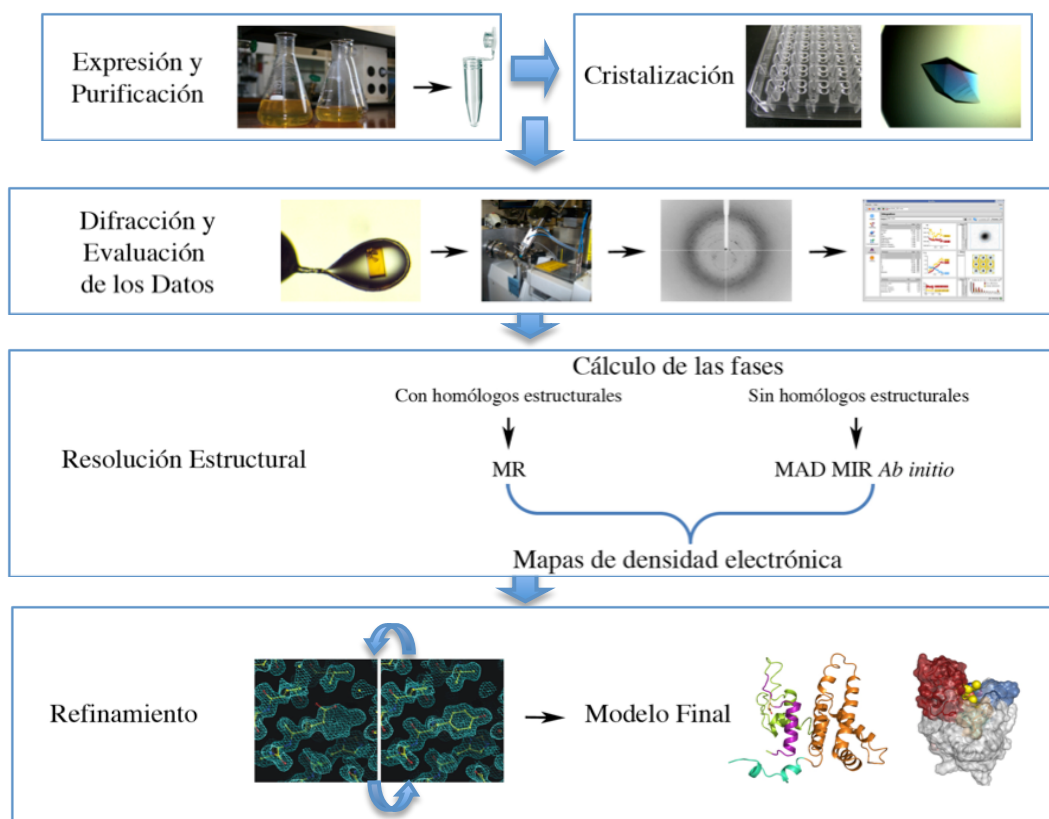 Expresión y
Purificación
Cristalización
Difracción y
Evaluación
de los Datos
Cálculo de las fases
Con homólogos estructurales
Sin homólogos estructurales
Resolución Estructural
MR
MAD MIR Ab initio
Mapas de densidad electrónica
Refinamiento
Modelo Final